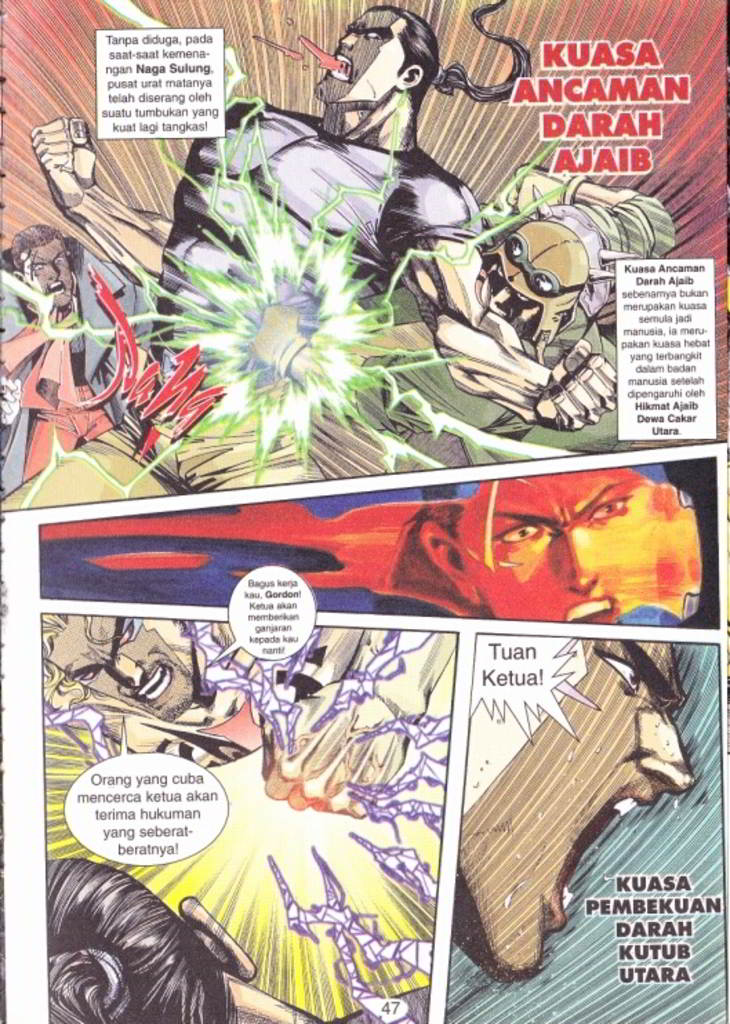 Tanpa diduga, pada
saat-saat kemena-
ngan Naga Sulung,
pusat urat matanya
telah diserang oleh
suatu tumbukan yang
kuat lagi tangkas!
KUASA
ANCAMAN
DARAH
AJAIB
Kuasa Ancaman
Darah Ajaib
sebenarnya bukan
merupakan kuasa
semula jadi
manusia, ia meru-
pakan kuasa hebat
yang terbangkit
dalam badan
manusia setelah
dipengaruhi oleh
Hikmat Ajaib
Dewa Cakar
Utara.
Bagus kerja
kau, Gordon!
Ketua akan
memberikan
ganjaran
kepada kau
nanti!
Orang yang cuba
mencerca ketua akan
terima hukuman
yang seberat-
beratnya!
Tuan
Ketua!
KUASA
PEMBEKUAN
DARAH
KUTUB
UTARA
47